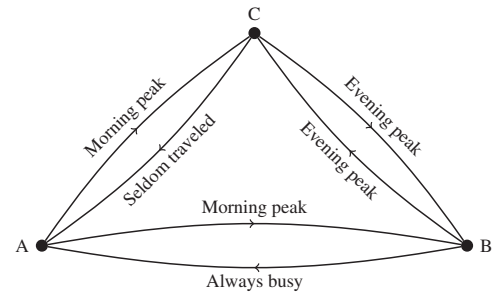 C
Morning peak
Evening peak
Seldom traveled
Evening peak
Morning peak
A
B
Always busy